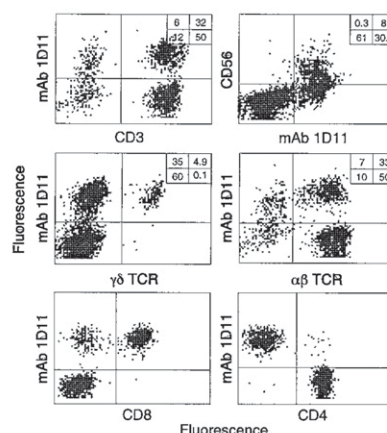 6 32
12 50
mAb 1D11
CD3
0.3 8
61 30.
CD56
mAb 1D11
35 4.9
60 0.1
mAb 1D11
γδ TCR
7 33
10 50
mAb 1D11
αβ TCR
Fluorescence
mAb 1D11
CD8
mAb 1D11
CD4
Fluorescence